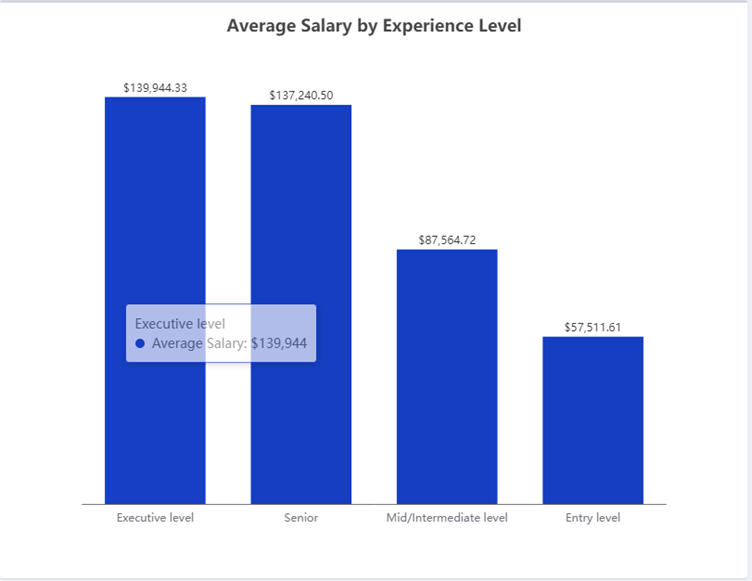 Average Salary by Experience Level
$139,944.33
$137,240.50
$87,564.72
$57,511.61
Executive level
Average Salary: $139,944
Executive level
Senior
Mid/Intermediate level
Entry level